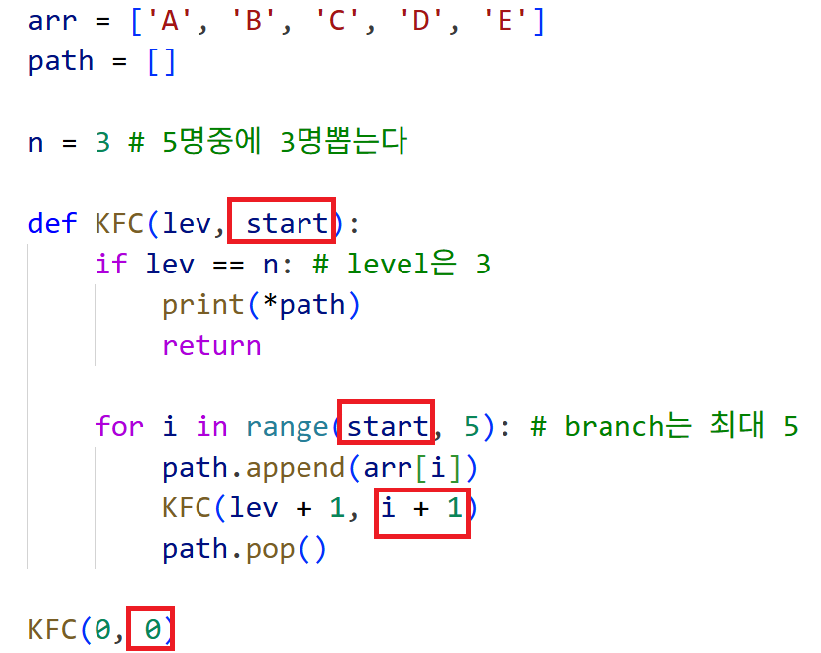 arr = ['A', 'B', 'C', 'D', 'E']
path = []
n = 3 # 5명중에 3명뽑는다
def KFC(lev, start):
if lev == n: # level은 3
print(*path)
return
for i in range(start, 5): # branch는 최대 5
path.append(arr[i])
KFC(lev + 1, i + 1)
path.pop()
KFC(0, 0)